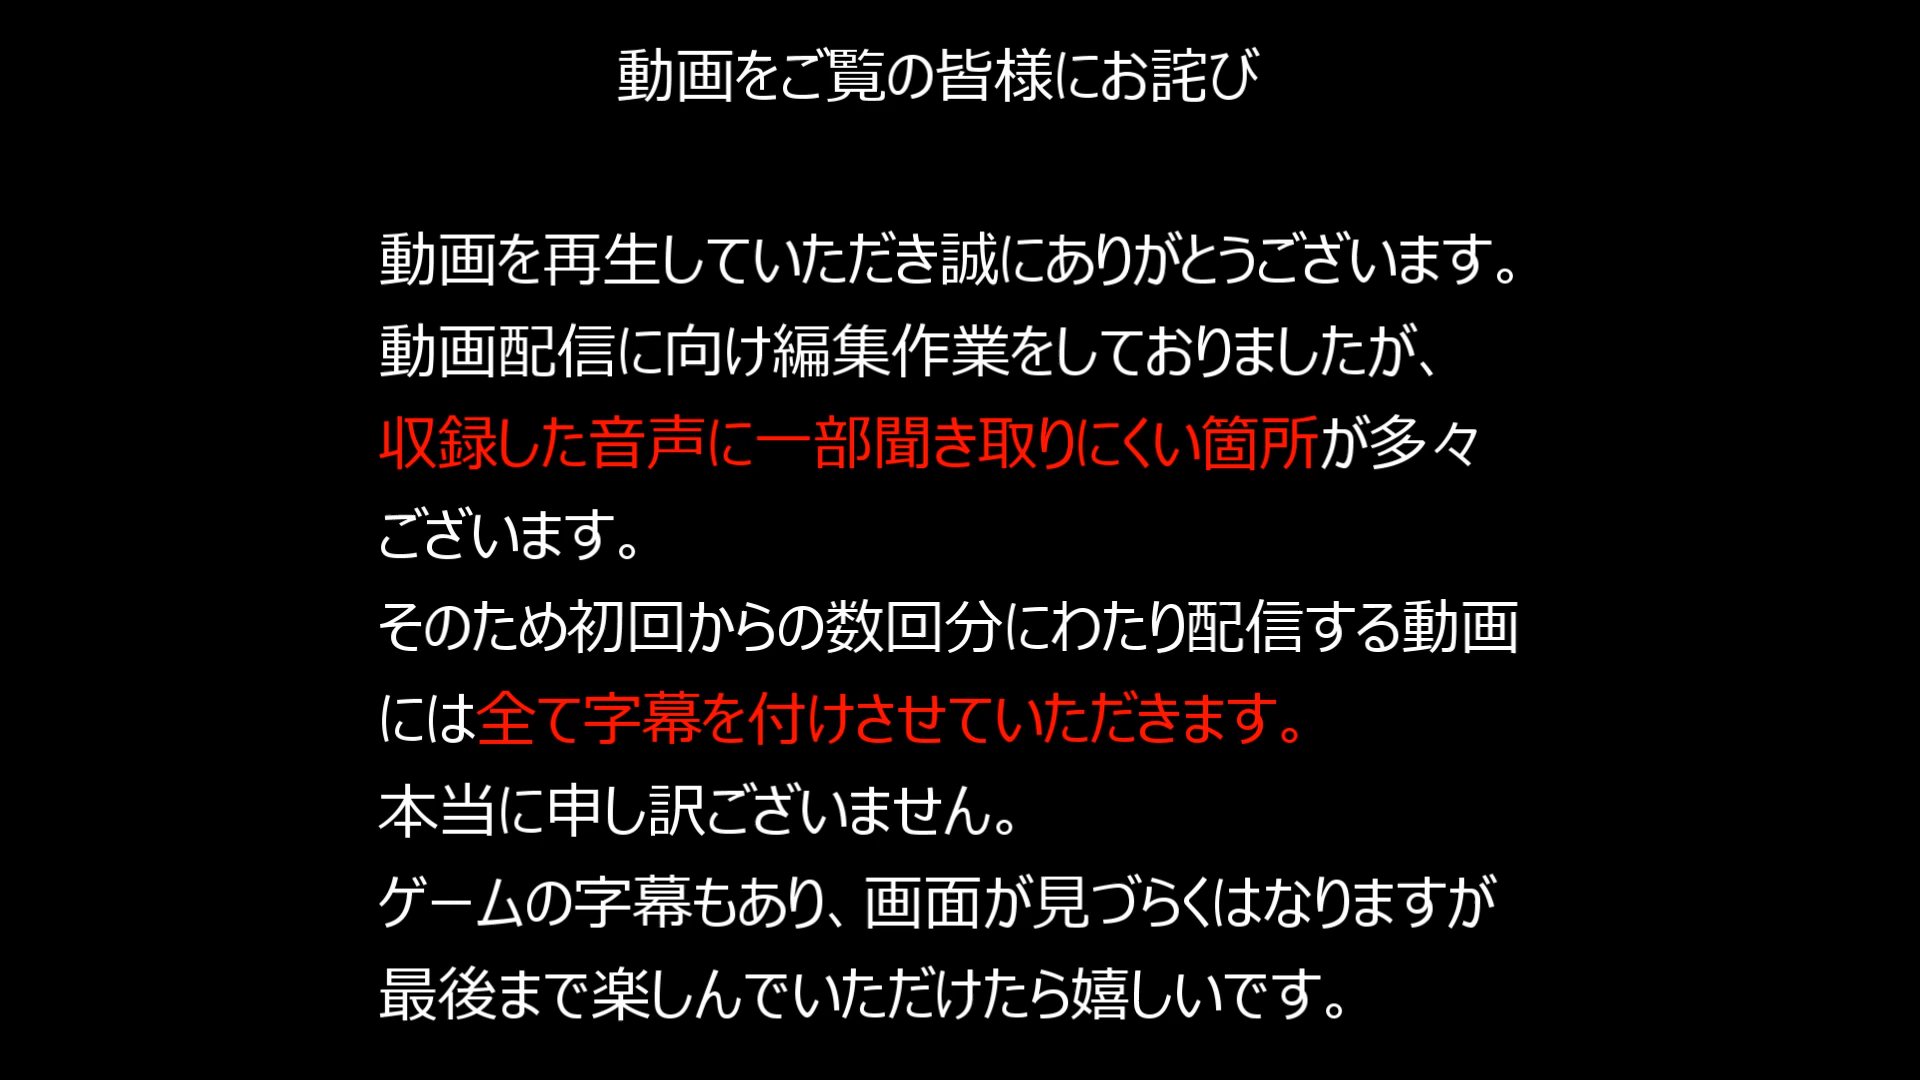 動画をご覧の皆様にお詫び
動画を再生していただき誠にありがとうございます。
動画配信に向け編集作業をしておりましたが、
収録した音声に一部聞き取りにくい箇所が多々
ございます。
そのため初回からの数回分にわたり配信する動画
には全て字幕を付けさせていただきます。
本当に申し訳ございません。
ゲームの字幕もあり、画面が見づらくはなりますが
最後まで楽しんでいただけたら嬉しいです。